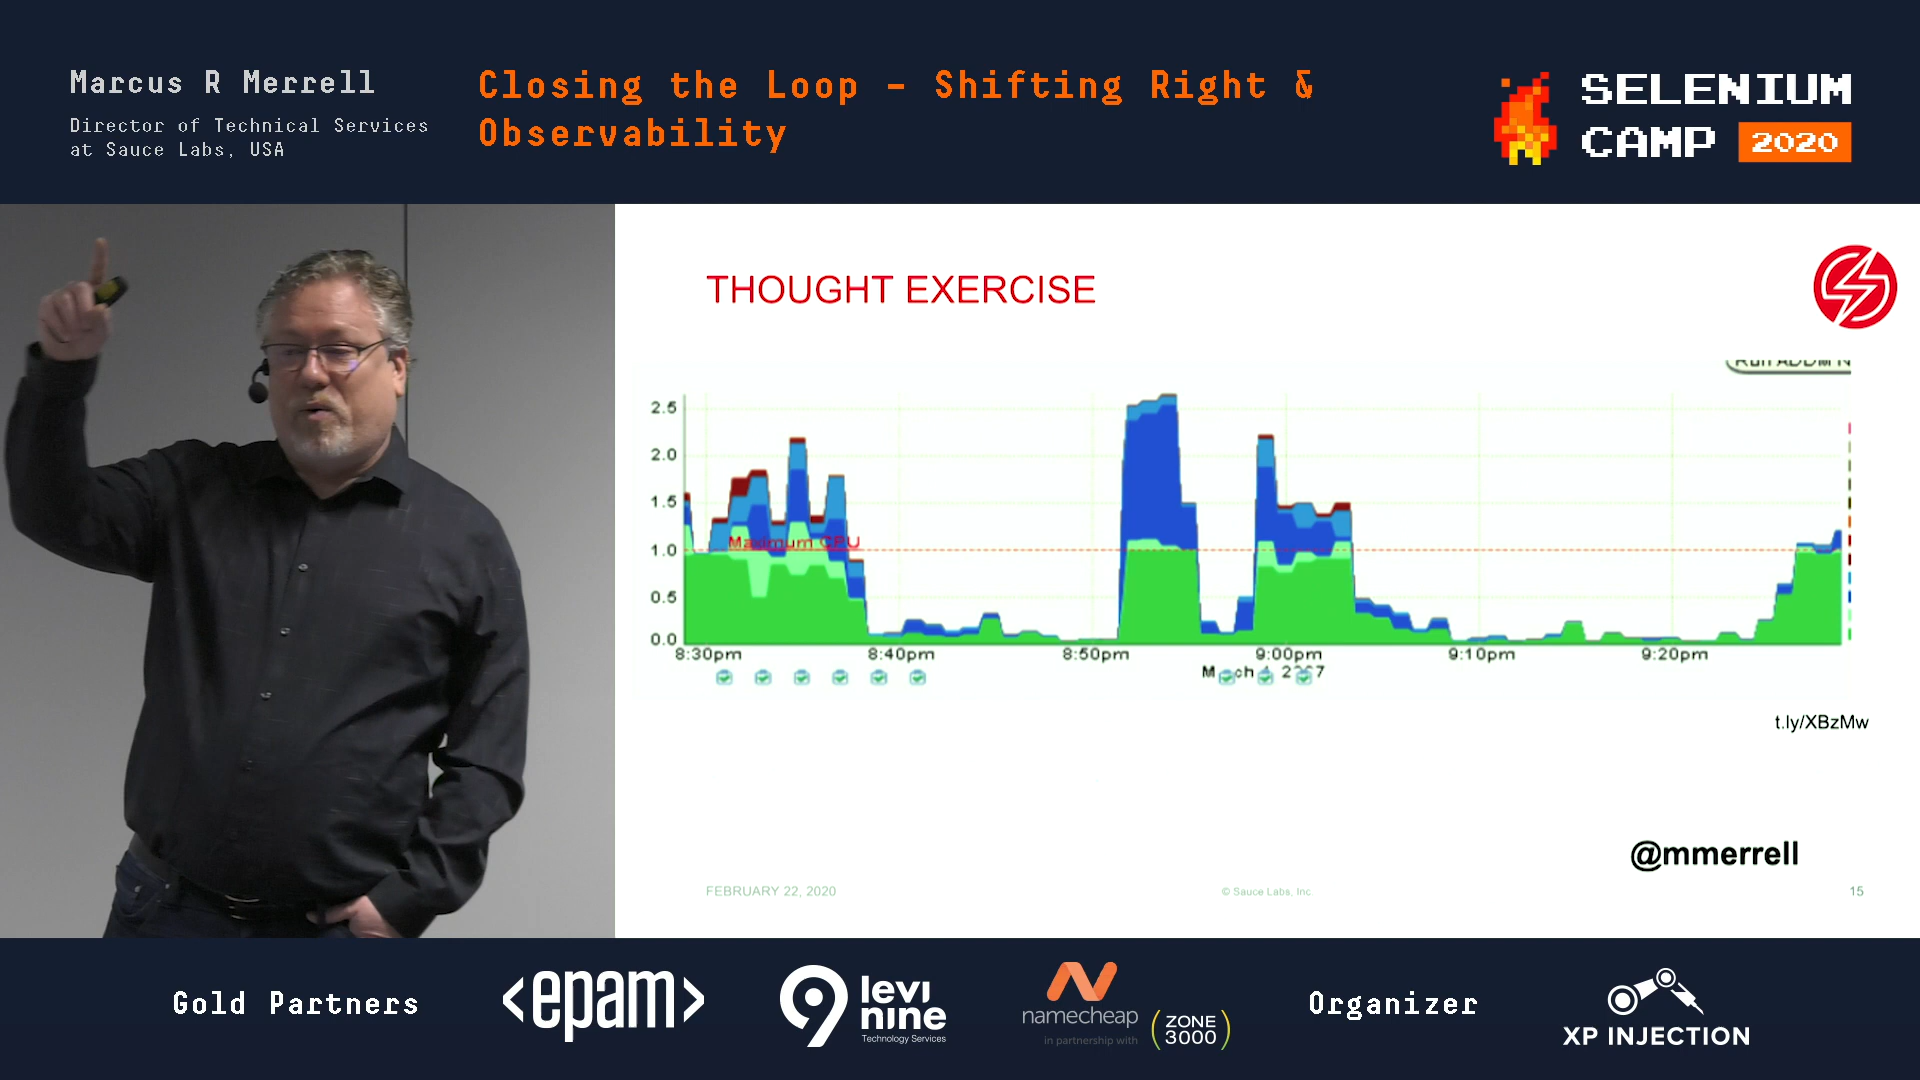 Marcus R Merrell
Director of Technical Services
at Sauce Labs, USA
Closing the Loop – Shifting Right &
Observability
SELENIUM
CAMP 2020
THOUGHT EXERCISE
2.5
2.0
1.5
Maximum CPU
1.0
0.5
0.0
8:30pm 8:40pm 8:50pm 9:00pm 9:10pm 9:20pm
t.ly/XBzMw
@mmerrell
FEBRUARY 22, 2020 © Sauce Labs, Inc. 15
Gold Partners
<epam>
levi
nine
Technology Services
namecheap
in partnership with
(ZONE
3000)
Organizer
XP INJECTION